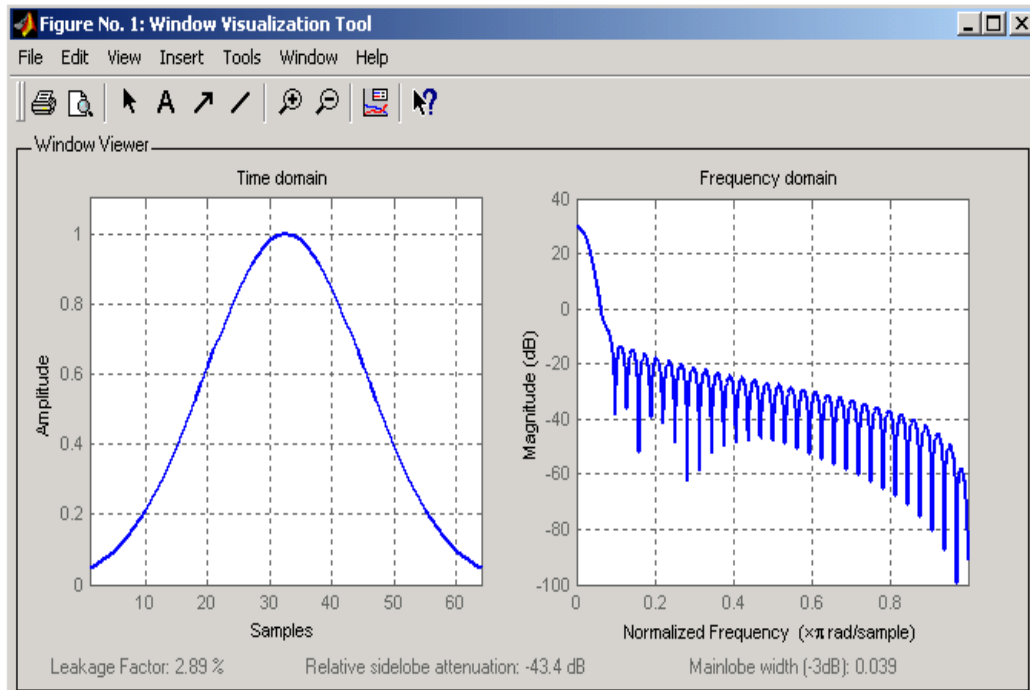 Figure No. 1: Window Visualization Tool
File Edit View Insert Tools Window Help
A
Window Viewer
Time domain
1
0.8
0.6
0.4
0.2
0
Amplitude
10 20 30 40 50 60
Samples
Frequency domain
40
20
0
-20
-40
-60
-80
-100
Magnitude (dB)
0 0.2 0.4 0.6 0.8
Normalized Frequency (×π rad/sample)
Leakage Factor: 2.89 % Relative sidelobe attenuation: -43.4 dB Mainlobe width (-3dB): 0.039